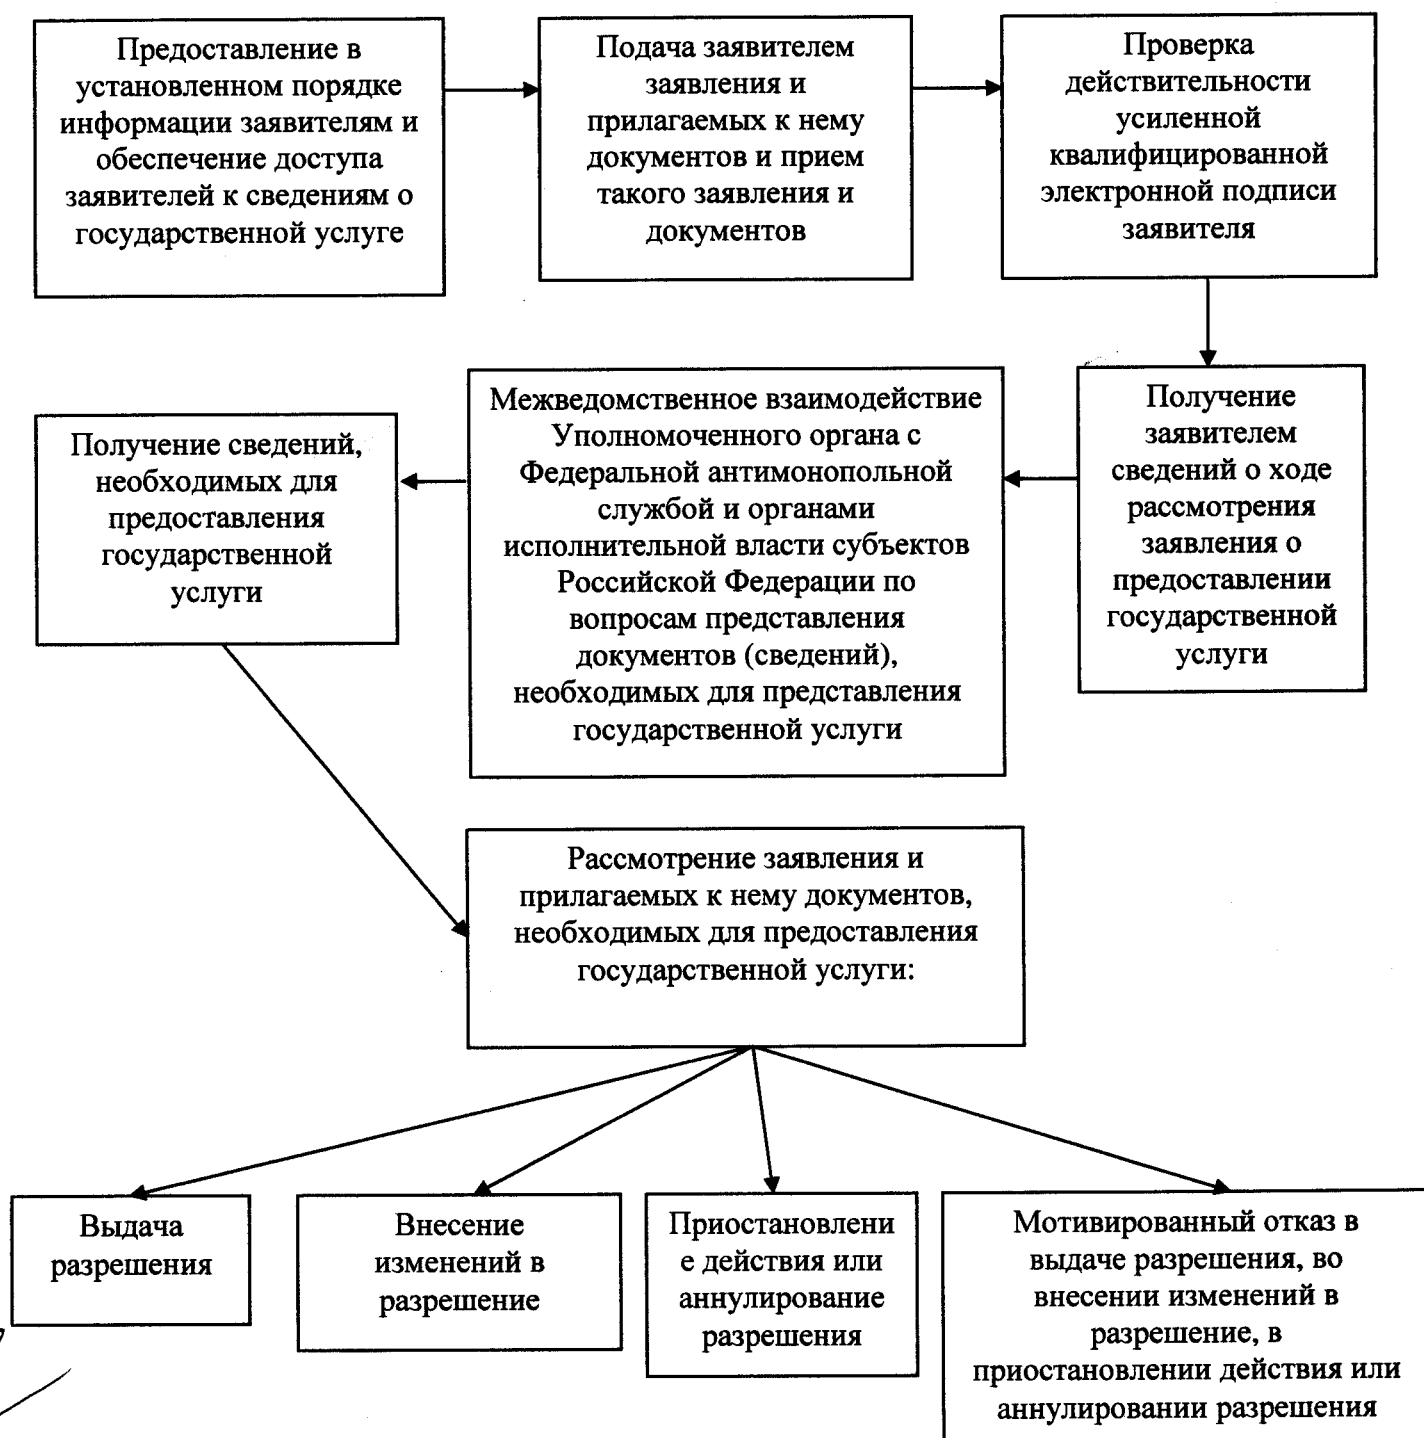 Предоставление в
установленном порядке
информации заявителям и
обеспечение доступа
заявителей к сведениям о
государственной услуге
Подача заявителем
заявления и
прилагаемых к нему
документов и прием
такого заявления и
документов
Проверка
действительности
усиленной
квалифицированной
электронной подписи
заявителя
Получение
заявителем
сведений о ходе
рассмотрения
заявления о
предоставлении
государственной
услуги
Межведомственное взаимодействие
Уполномоченного органа с
Федеральной антимонопольной
службой и органами
исполнительной власти субъектов
Российской Федерации по
вопросам представления
документов (сведений),
необходимых для представления
государственной услуги
Получение сведений,
необходимых для
предоставления
государственной
услуги
Рассмотрение заявления и
прилагаемых к нему документов,
необходимых для предоставления
государственной услуги:
Выдача
разрешения
Внесение
изменений в
разрешение
Приостановлени
е действия или
аннулирование
разрешения
Мотивированный отказ в
выдаче разрешения, во
внесении изменений в
разрешение, в
приостановлении действия или
аннулировании разрешения